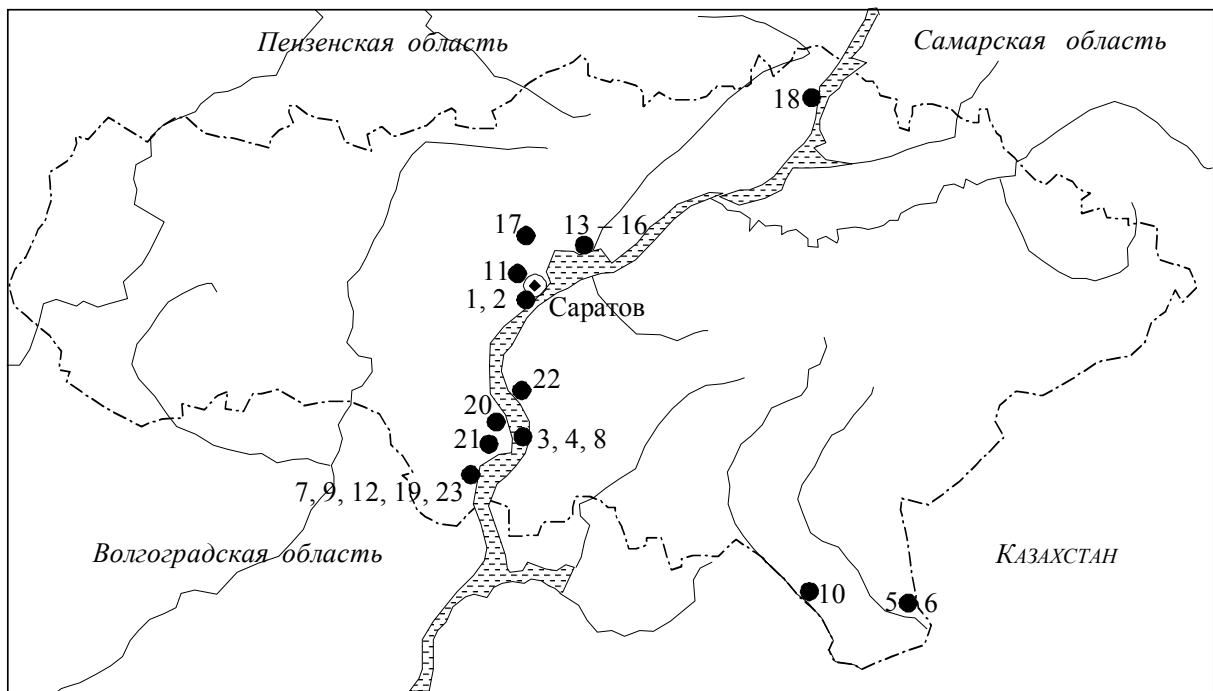 Пензенская область
Самарская область
18
17
13 – 16
11
1, 2
Саратов
22
20
21
3, 4, 8
7, 9, 12, 19, 23
Волгоградская область
КАЗАХСТАН
10
5 6